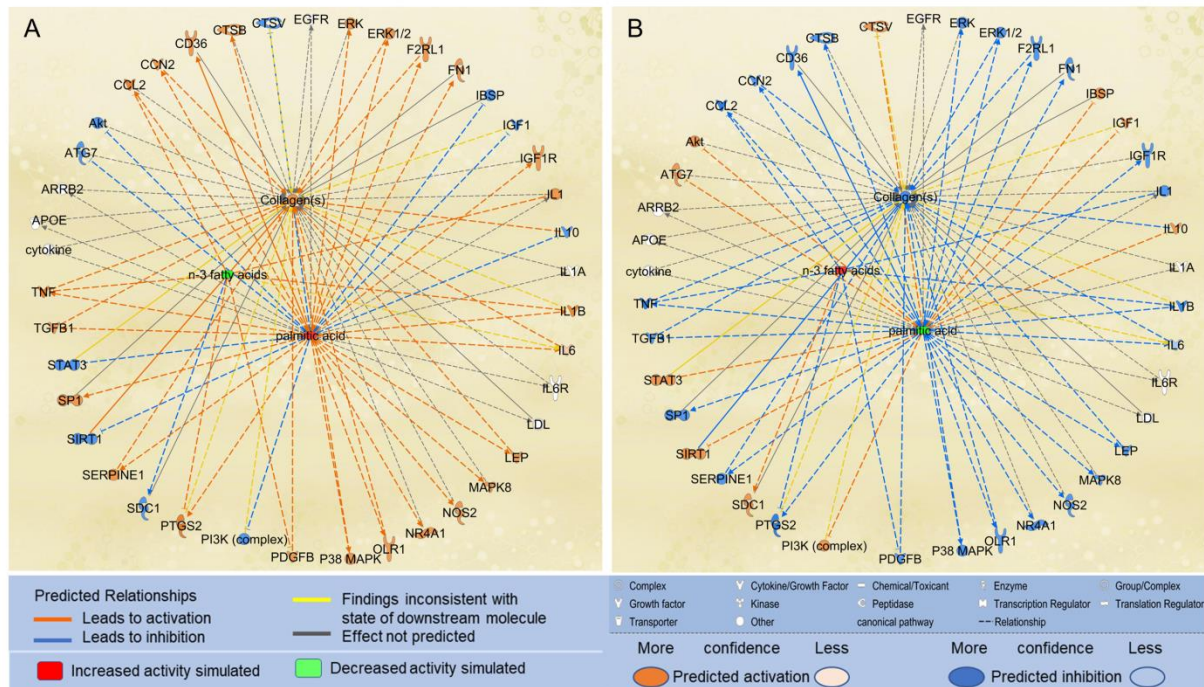 A
EGFR
ERK
CTSV
ERK1/2
CTSB
F2RL1
CD36
FN1
CCN2
IBSP
CCL2
IGF1
Akt
IGF1R
ATG7
IL1
ARRB2
Collagen(s)
APOE
IL10
cytokine
n-3 fatty acids
IL1A
TNF
IL1B
TGFB1
palmitic acid
IL6
STAT3
IL6R
SP1
LDL
SIRT1
LEP
SERPINE1
MAPK8
SDC1
NOS2
PTGS2
NR4A1
PI3K (complex)
OLR1
PDGFB
P38 MAPK
B
EGFR
ERK
CTSV
ERK1/2
CTSB
F2RL1
CD36
FN1
CCN2
IBSP
CCL2
IGF1
Akt
IGF1R
ATG7
IL1
ARRB2
Collagen(s)
APOE
IL10
cytokine
n-3 fatty acids
IL1A
TNF
IL1B
TGFB1
palmitic acid
IL6
STAT3
IL6R
SP1
LDL
SIRT1
LEP
SERPINE1
MAPK8
SDC1
NOS2
PTGS2
NR4A1
PI3K (complex)
OLR1
PDGFB
P38 MAPK
Predicted Relationships
Leads to activation
Leads to inhibition
Findings inconsistent with
state of downstream molecule
Effect not predicted
Increased activity simulated
Decreased activity simulated
Complex
Cytokine/Growth Factor
Chemical/Toxicant
Enzyme
Group/Complex
Growth factor
Kinase
Peptidase
Transcription Regulator
Translation Regulator
Transporter
Other
canonical pathway
Relationship
More confidence Less
Predicted activation
More confidence Less
Predicted inhibition